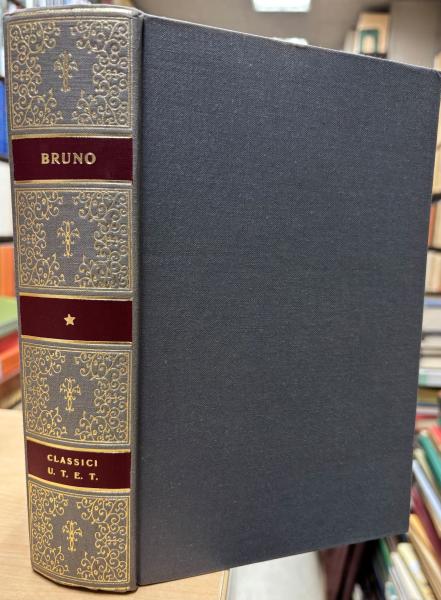 BRUNO
CLASSICI
U. T. E. T.